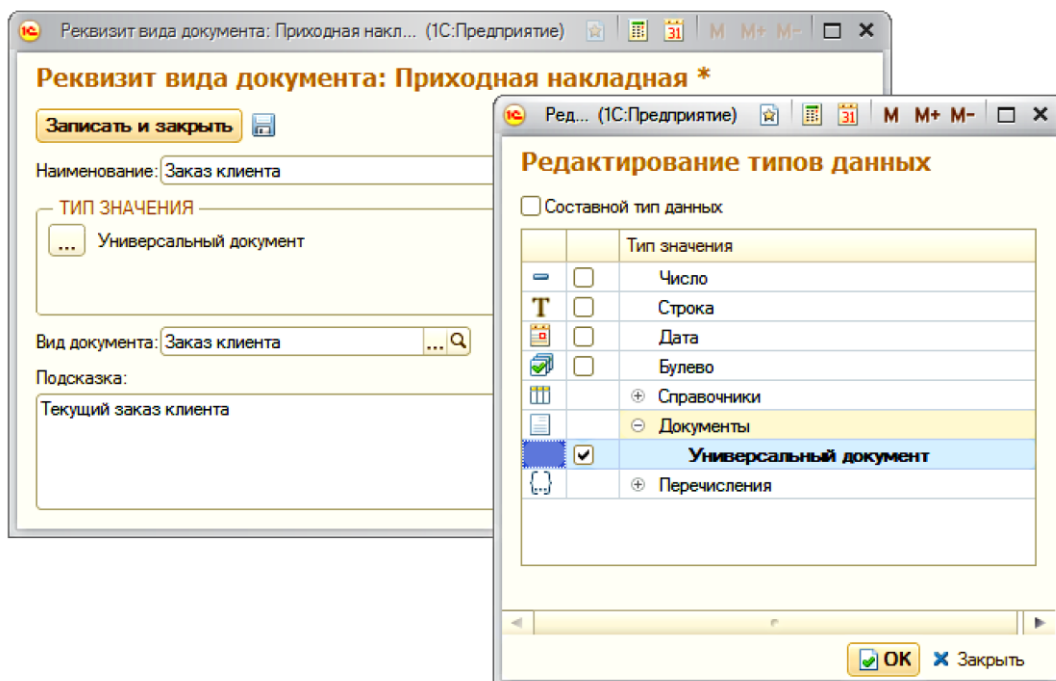 Реквизит вида документа: Приходная накл... (1С:Предприятие)
31 M M+ M-
Реквизит вида документа: Приходная накладная *
Записать и закрыть
Наименование: Заказ клиента
ТИП ЗНАЧЕНИЯ
... Универсальный документ
Вид документа: Заказ клиента ...
Подсказка:
Текущий заказ клиента
Ред... (1С:Предприятие)
31 M M+ M-
Редактирование типов данных
Составной тип данных
Тип значения
Число
T Строка
Дата
Булево
Справочники
Документы
Универсальный документ
{...} Перечисления
OK Закрыть